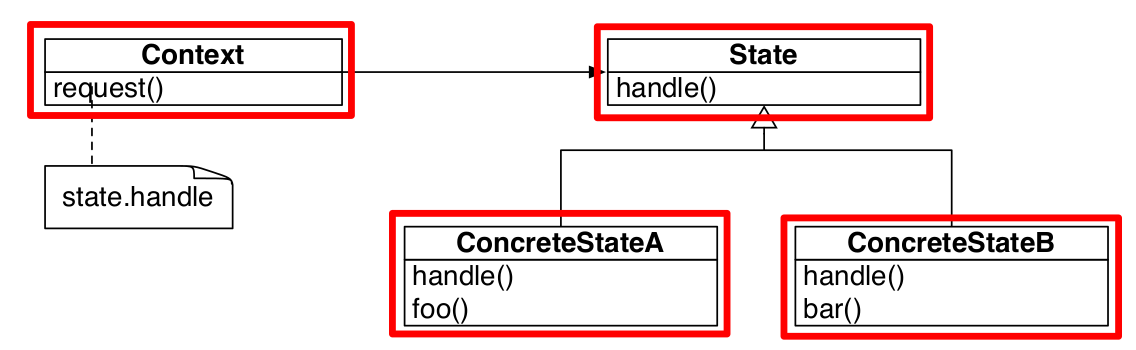 Context
request()
State
handle()
state.handle
ConcreteStateA
handle()
foo()
ConcreteStateB
handle()
bar()